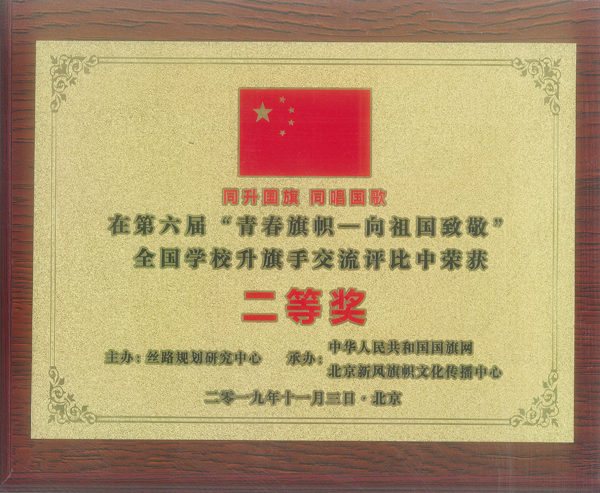 同升国旗 同唱国歌
在第六届“青春旗帜—向祖国致敬”
全国学校升旗手交流评比中荣获
二等奖
主办：丝路规划研究中心 承办：中华人民共和国国旗网
北京新风旗帜文化传播中心
二零一九年十一月三日·北京